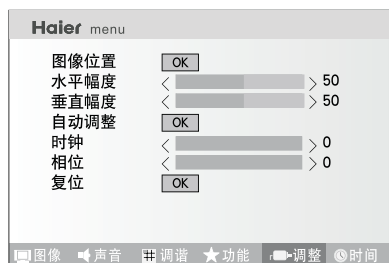 Haier menu
图像位置 OK
水平幅度 50
垂直幅度 50
自动调整 OK
时钟 0
相位 0
复位 OK
图像 声音 调谐 功能 调整 时间